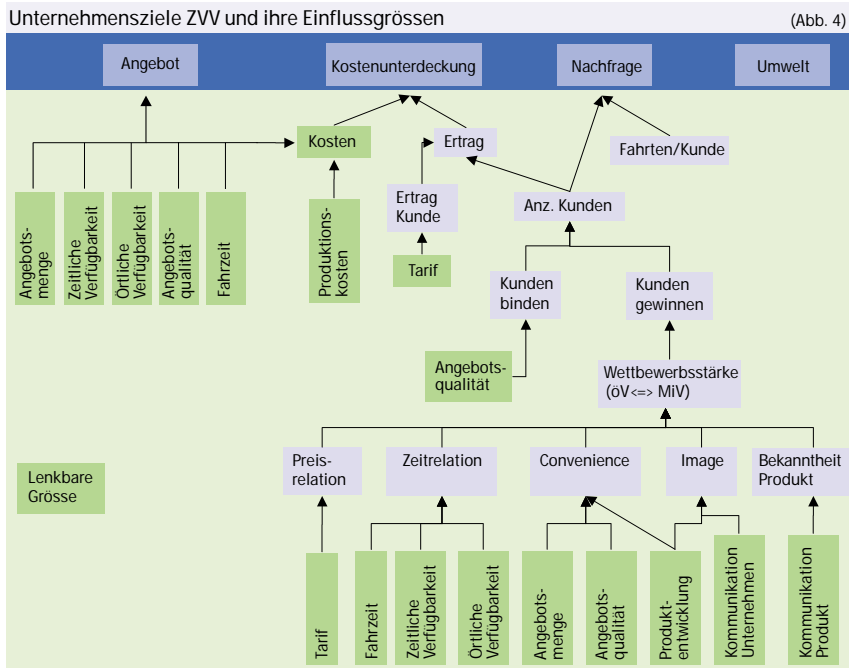 Unternehmensziele ZVV und ihre Einflussgrössen
(Abb. 4)
Angebot
Kostenunterdeckung
Nachfrage
Umwelt
Kosten
Ertrag
Fahrten/Kunde
Ertrag
Kunde
Anz. Kunden
Angebots-
menge
Zeitliche
Verfügbarkeit
Örtliche
Verfügbarkeit
Angebots-
qualität
Fahrzeit
Produktions-
kosten
Tarif
Kunden
binden
Kunden
gewinnen
Angebots-
qualität
Wettbewerbsstärke
(öV<=> MiV)
Lenkbare
Grösse
Preis-
relation
Zeitrelation
Convenience
Image
Bekanntheit
Produkt
Tarif
Fahrzeit
Zeitliche
Verfügbarkeit
Örtliche
Verfügbarkeit
Angebots-
menge
Angebots-
qualität
Produkt-
entwicklung
Kommunikation
Unternehmen
Kommunikation
Produkt